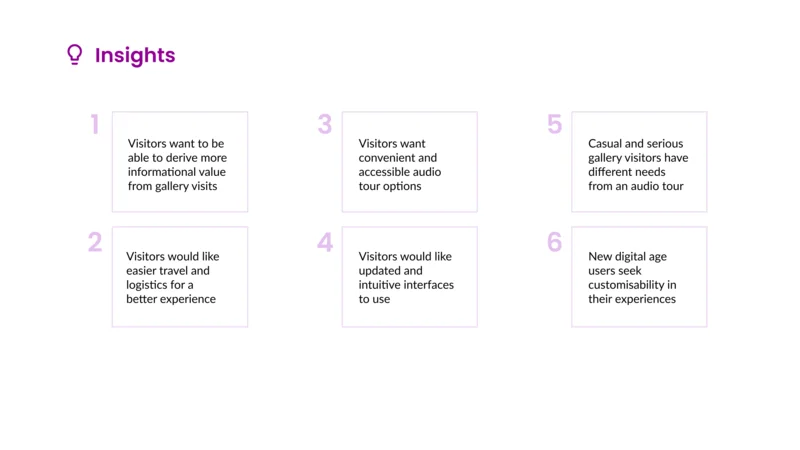 Insights
1
Visitors want to be
able to derive more
informational value
from gallery visits
2
Visitors would like
easier travel and
logistics for a
better experience
3
Visitors want
convenient and
accessible audio
tour options
4
Visitors would like
updated and
intuitive interfaces
to use
5
Casual and serious
gallery visitors have
different needs
from an audio tour
6
New digital age
users seek
customisability in
their experiences